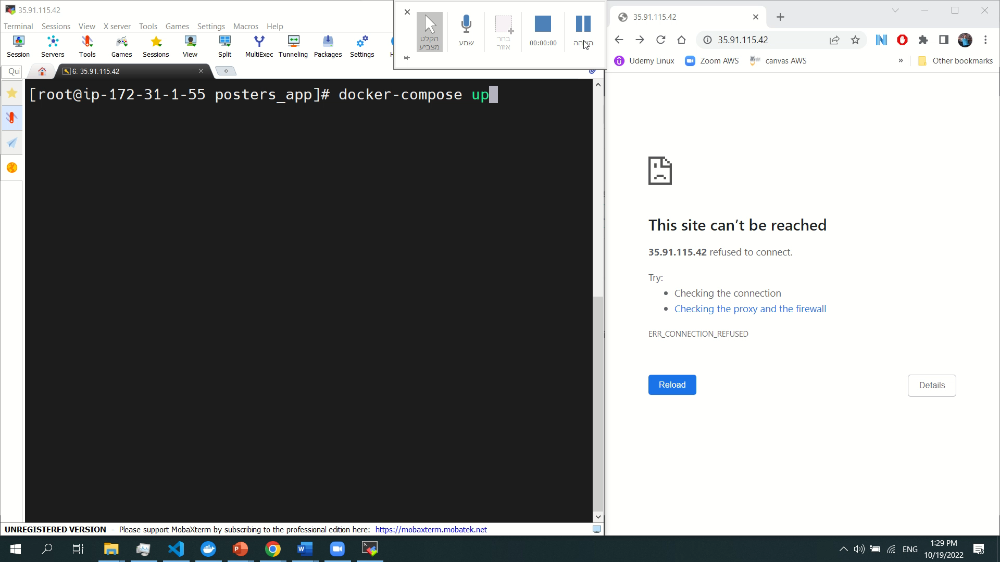 35.91.115.42
Terminal Sessions View X server Tools Games Settings Macros Help
Session Servers Tools Games Sessions View Split MultiExec Tunneling Packages Settings
Qu
6. 35.91.115.42
הקלט
מצביע
שמע
בחר
אזור
00:00:00
[root@ip-172-31-1-55 posters_app]# docker-compose up
UNREGISTERED VERSION - Please support MobaXterm by subscribing to the professional edition here: https://mobaxterm.mobatek.net
35.91.115.42
35.91.115.42
Udemy Linux Zoom AWS canvas AWS » Other bookmarks
This site can’t be reached
35.91.115.42 refused to connect.
Try:
• Checking the connection
• Checking the proxy and the firewall
ERR_CONNECTION_REFUSED
Reload Details
ENG
1:29 PM
10/19/2022